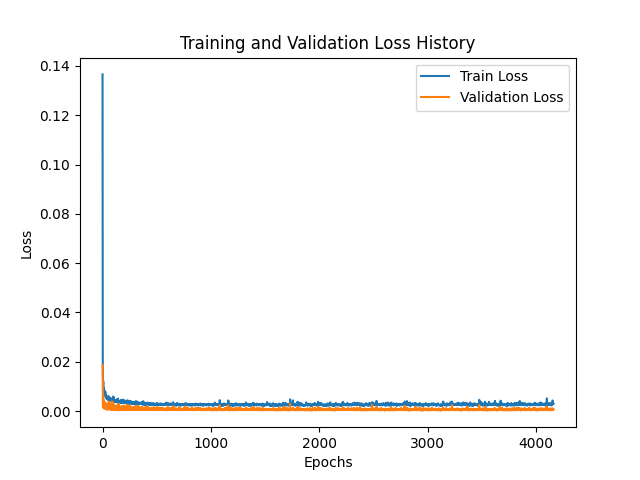 Training and Validation Loss History
Train Loss
Validation Loss
Loss
0.14
0.12
0.10
0.08
0.06
0.04
0.02
0.00
0 1000 2000 3000 4000
Epochs